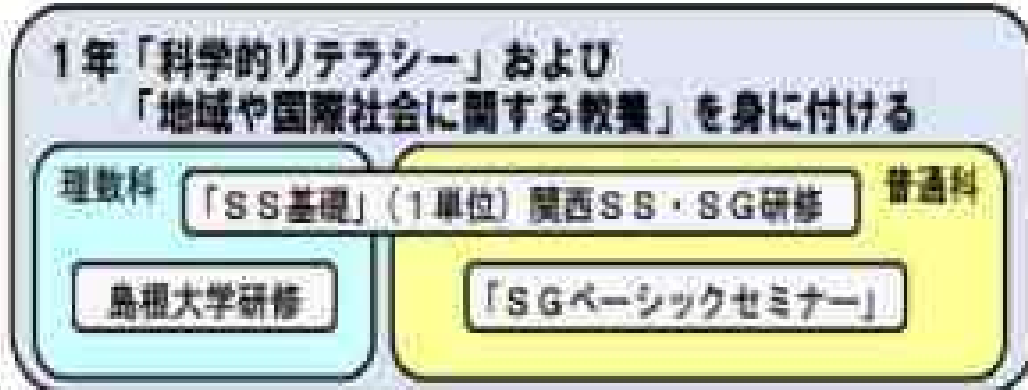 1年「科学的リテラシー」および
「地域や国際社会に関する教養」を身に付ける
理数科
「SS基礎」(1単位) 関西SS・SG研修
普通科
島根大学研修
「SGベーシックセミナー」